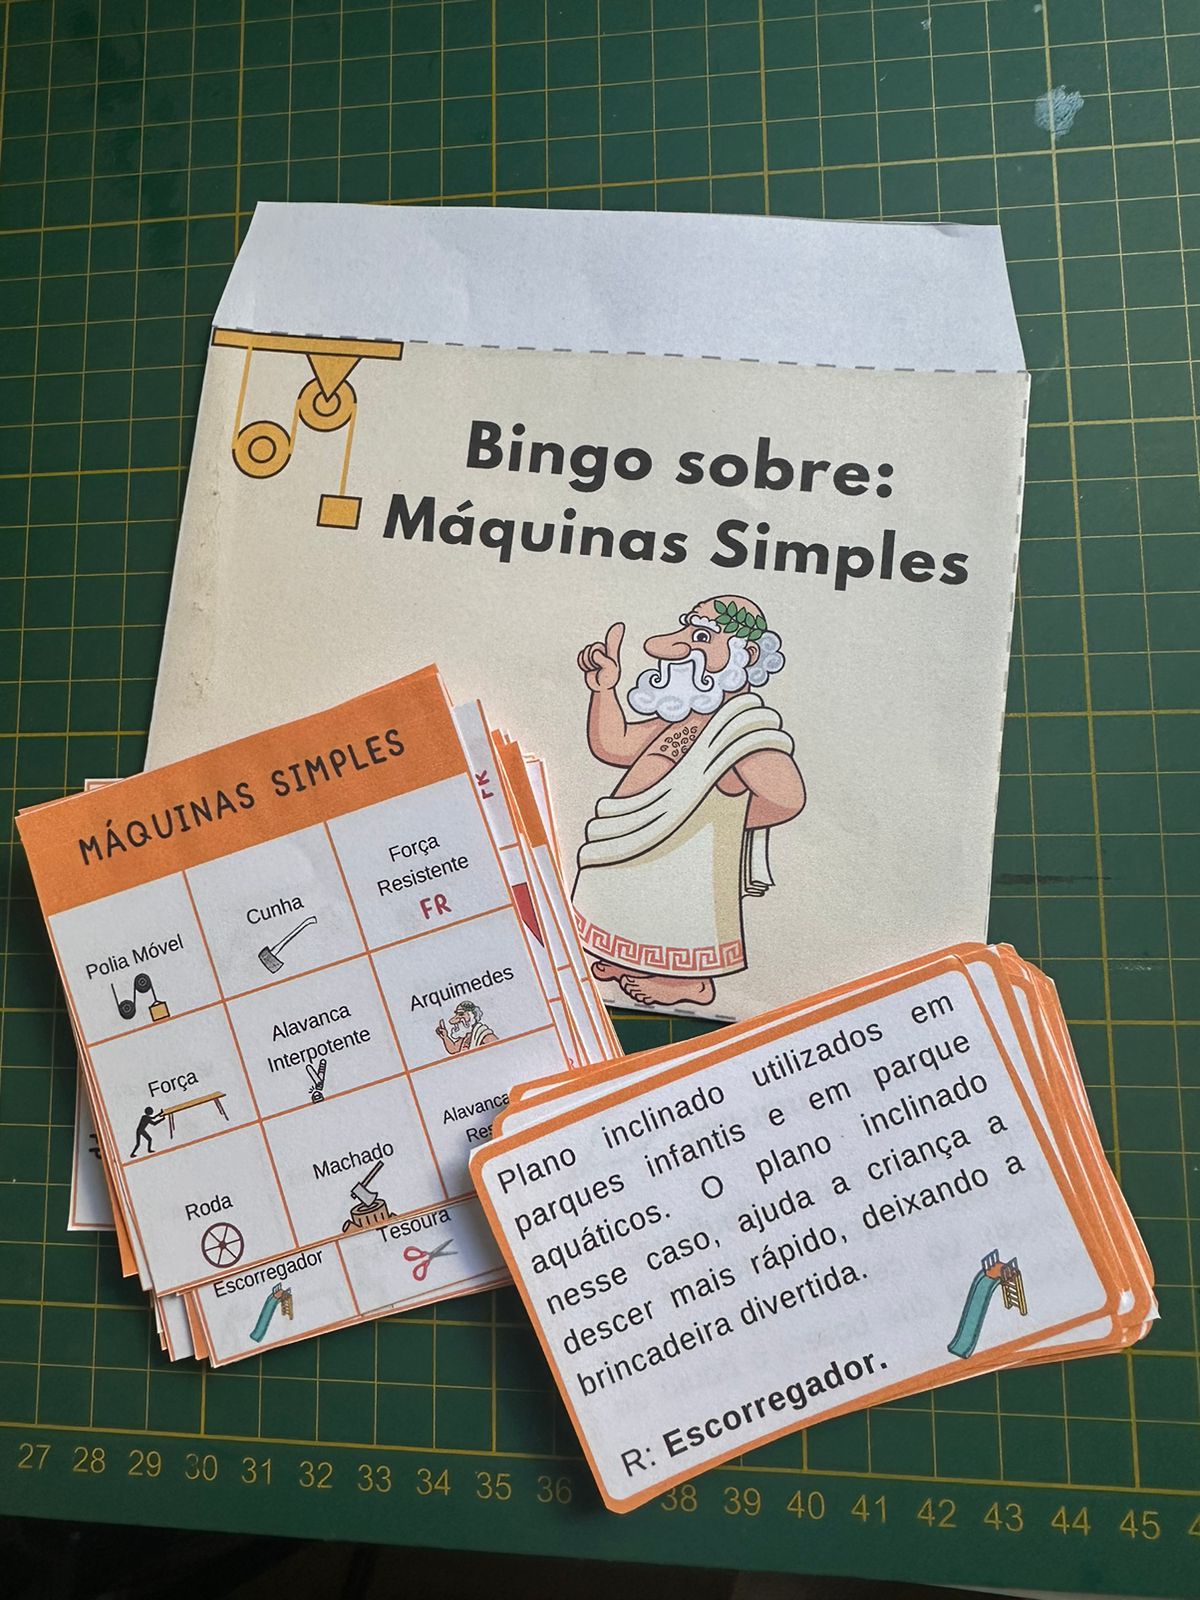 Bingo sobre:
Máquinas Simples
MÁQUINAS SIMPLES
Polia Móvel
Cunha
Força
Resistente
FR
Força
Alavanca
Interpotente
Arquimedes
Roda
Machado
Alavanca
Escorregador
Tesoura
Plano inclinado utilizados em
parques infantis e em parque
aquáticos. O plano inclinado
nesse caso, ajuda a criança a
descer mais rápido, deixando a
brincadeira divertida.
R: Escorregador.
27 28 29 30 31 32 33 34 35 36 38 39 40 41 42 43 44 45